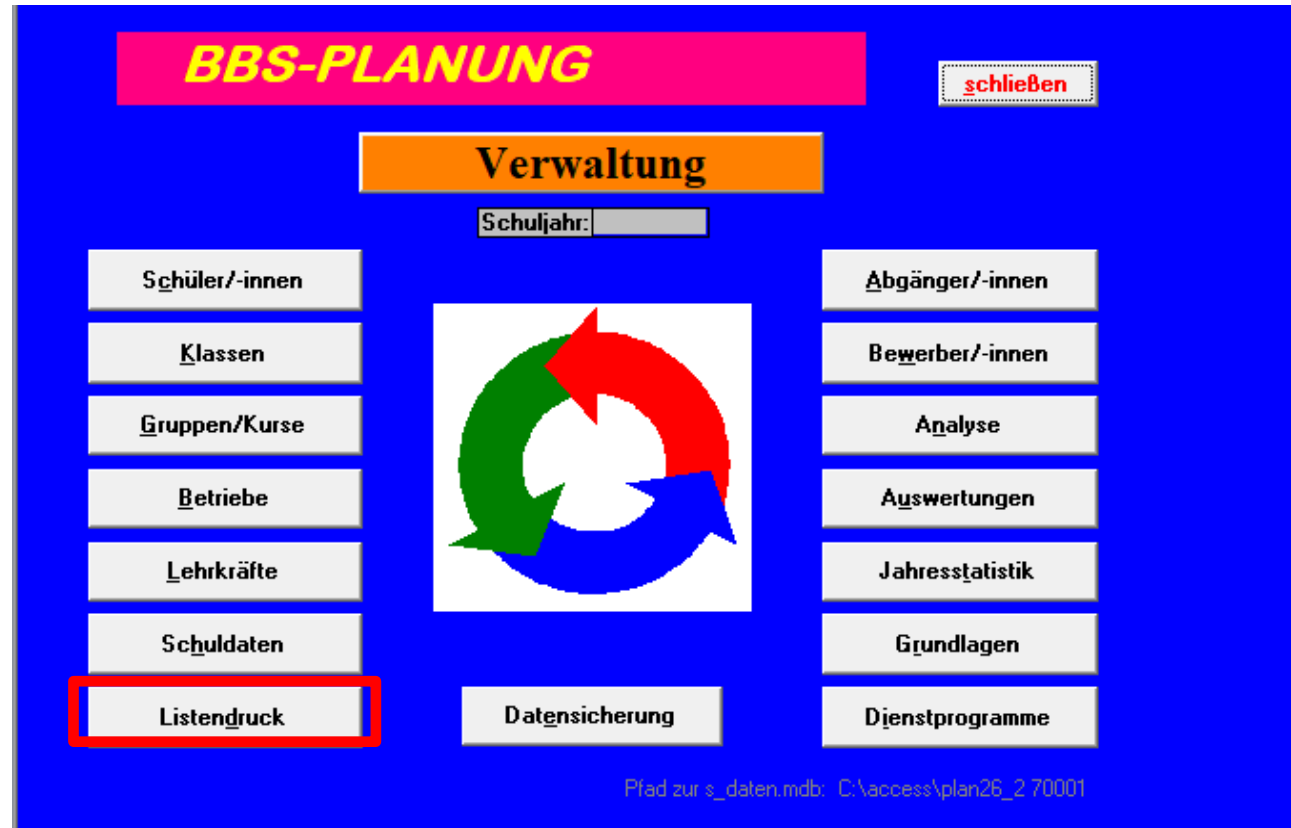 BBS-PLANUNG
schließen
Verwaltung
Schuljahr:
Schüler/-innen
Abgänger/-innen
Klassen
Bewerber/-innen
Gruppen/Kurse
Analyse
Betriebe
Auswertungen
Lehrkräfte
Jahresstatistik
Schuldaten
Grundlagen
Listendruck
Datensicherung
Dienstprogramme
Pfad zur s_daten.mdb: C:\access\plan26_2 70001